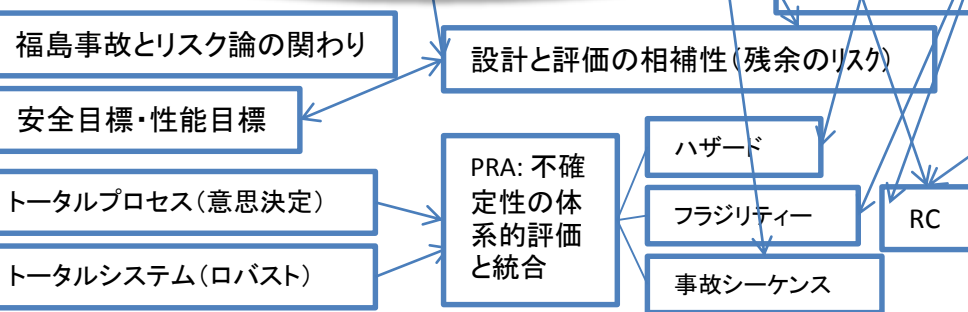 福島事故とリスク論の関わり
設計と評価の相補性(残余のリスク)
安全目標・性能目標
トータルプロセス(意思決定)
トータルシステム(ロバスト)
PRA: 不確
定性の体
系的評価
と統合
ハザード
フラジリティー
事故シーケンス
RC